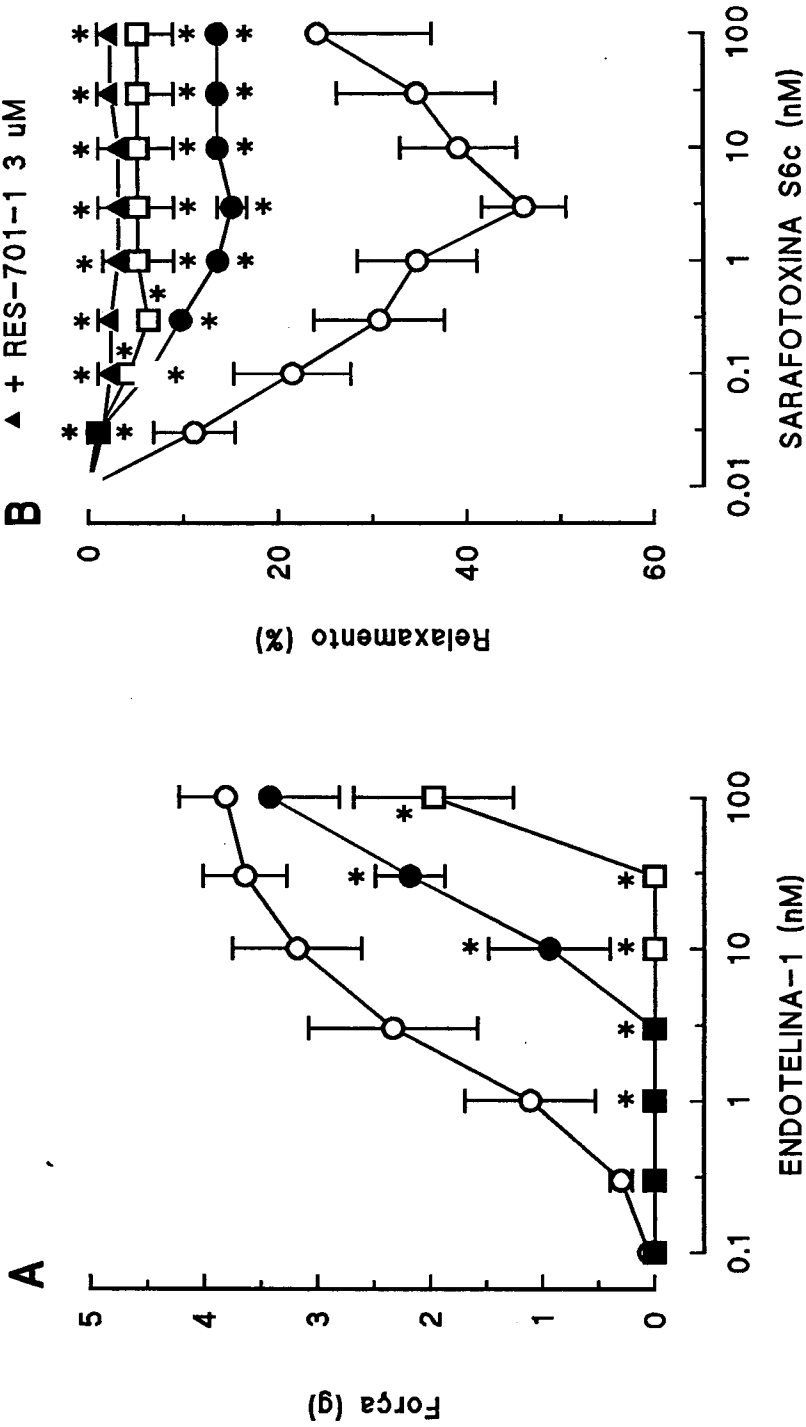 A
Força (g)
5
4
3
2
1
0
0.1
1
10
100
ENDOTELINA-1 (nM)
B
▲ + RES-701-1 3 uM
Relaxamento (%)
0
20
40
60
0.01
0.1
1
10
100
SARAFOTOXINA S6c (nM)